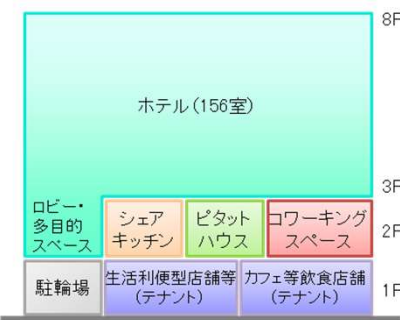 8F
ホテル(156室)
3F
ロビー・
多目的
スペース
シェア
キッチン
ピタット
ハウス
コワーキング
スペース
2F
駐輪場
生活利便型店舗等
(テナント)
カフェ等飲食店舗
(テナント)
1F